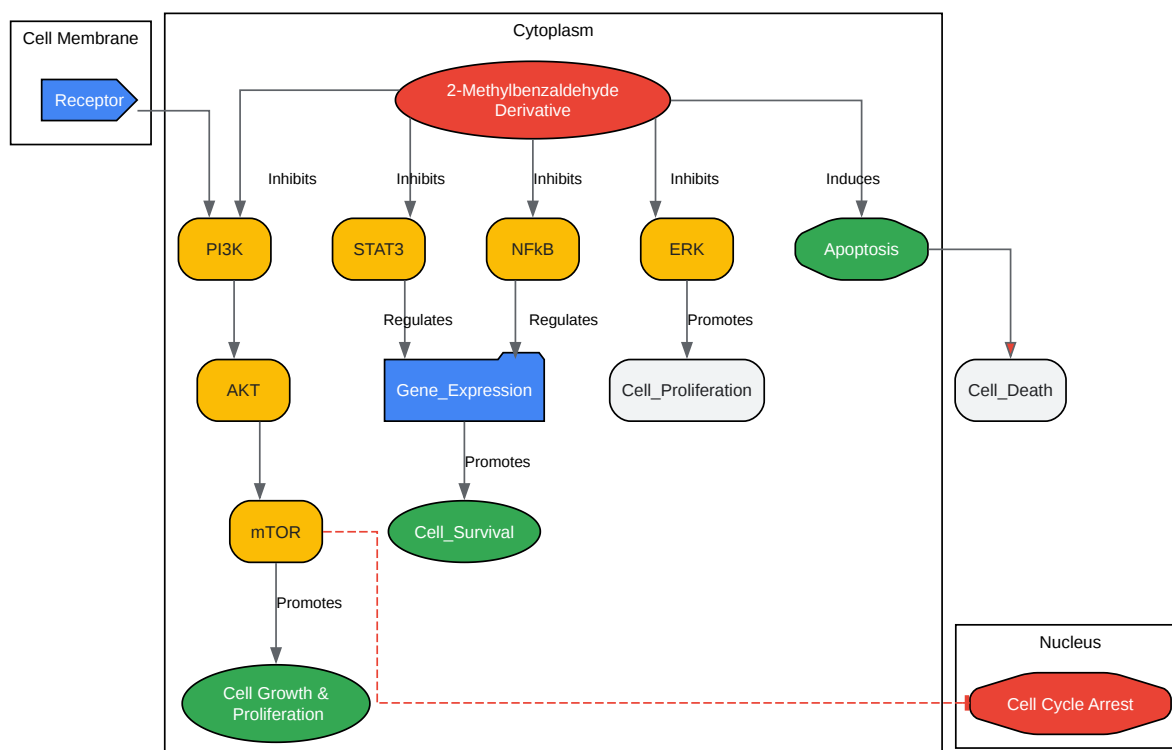 Cell Membrane
Cytoplasm
Receptor
2-Methylbenzaldehyde
Derivative
Inhibits
Inhibits
Inhibits
Inhibits
Induces
PI3K
STAT3
NFkB
ERK
Apoptosis
Regulates
Regulates
Promotes
AKT
Gene_Expression
Cell_Proliferation
Cell_Death
Promotes
mTOR
Cell_Survival
Promotes
Nucleus
Cell Growth &
Proliferation
Cell Cycle Arrest